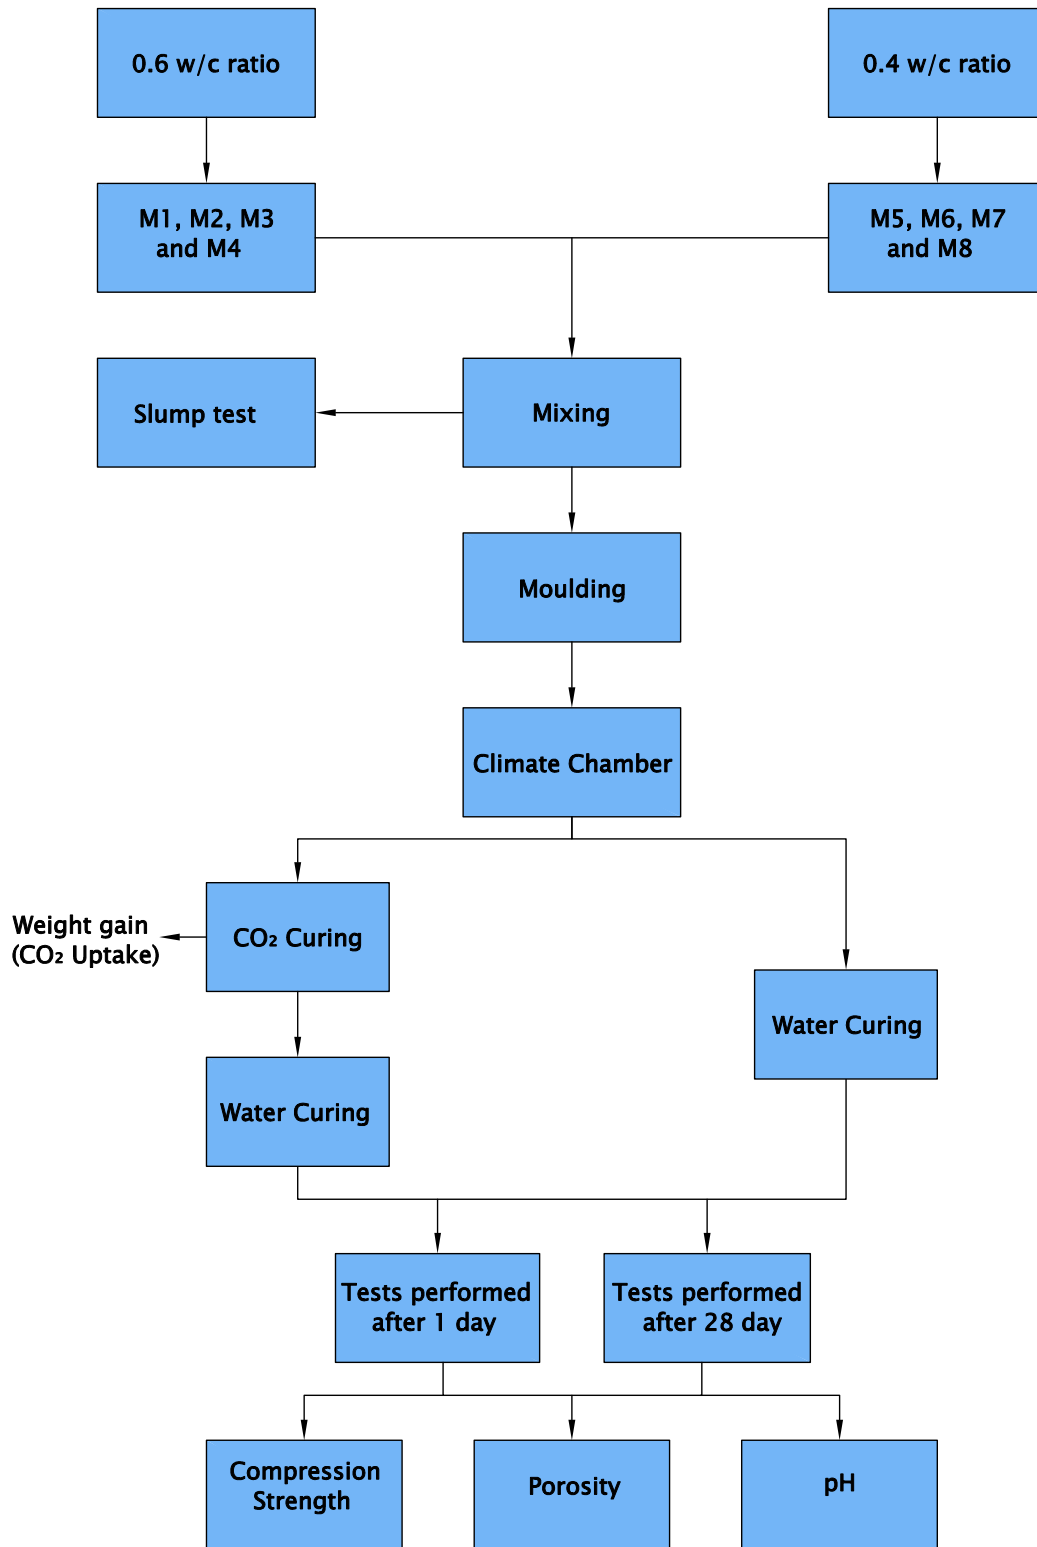 0.6 w/c ratio
0.4 w/c ratio
M1, M2, M3
and M4
M5, M6, M7
and M8
Slump test
Mixing
Moulding
Climate Chamber
CO₂ Curing
Weight gain
(CO₂ Uptake)
Water Curing
Water Curing
Tests performed
after 1 day
Tests performed
after 28 day
Compression
Strength
Porosity
pH